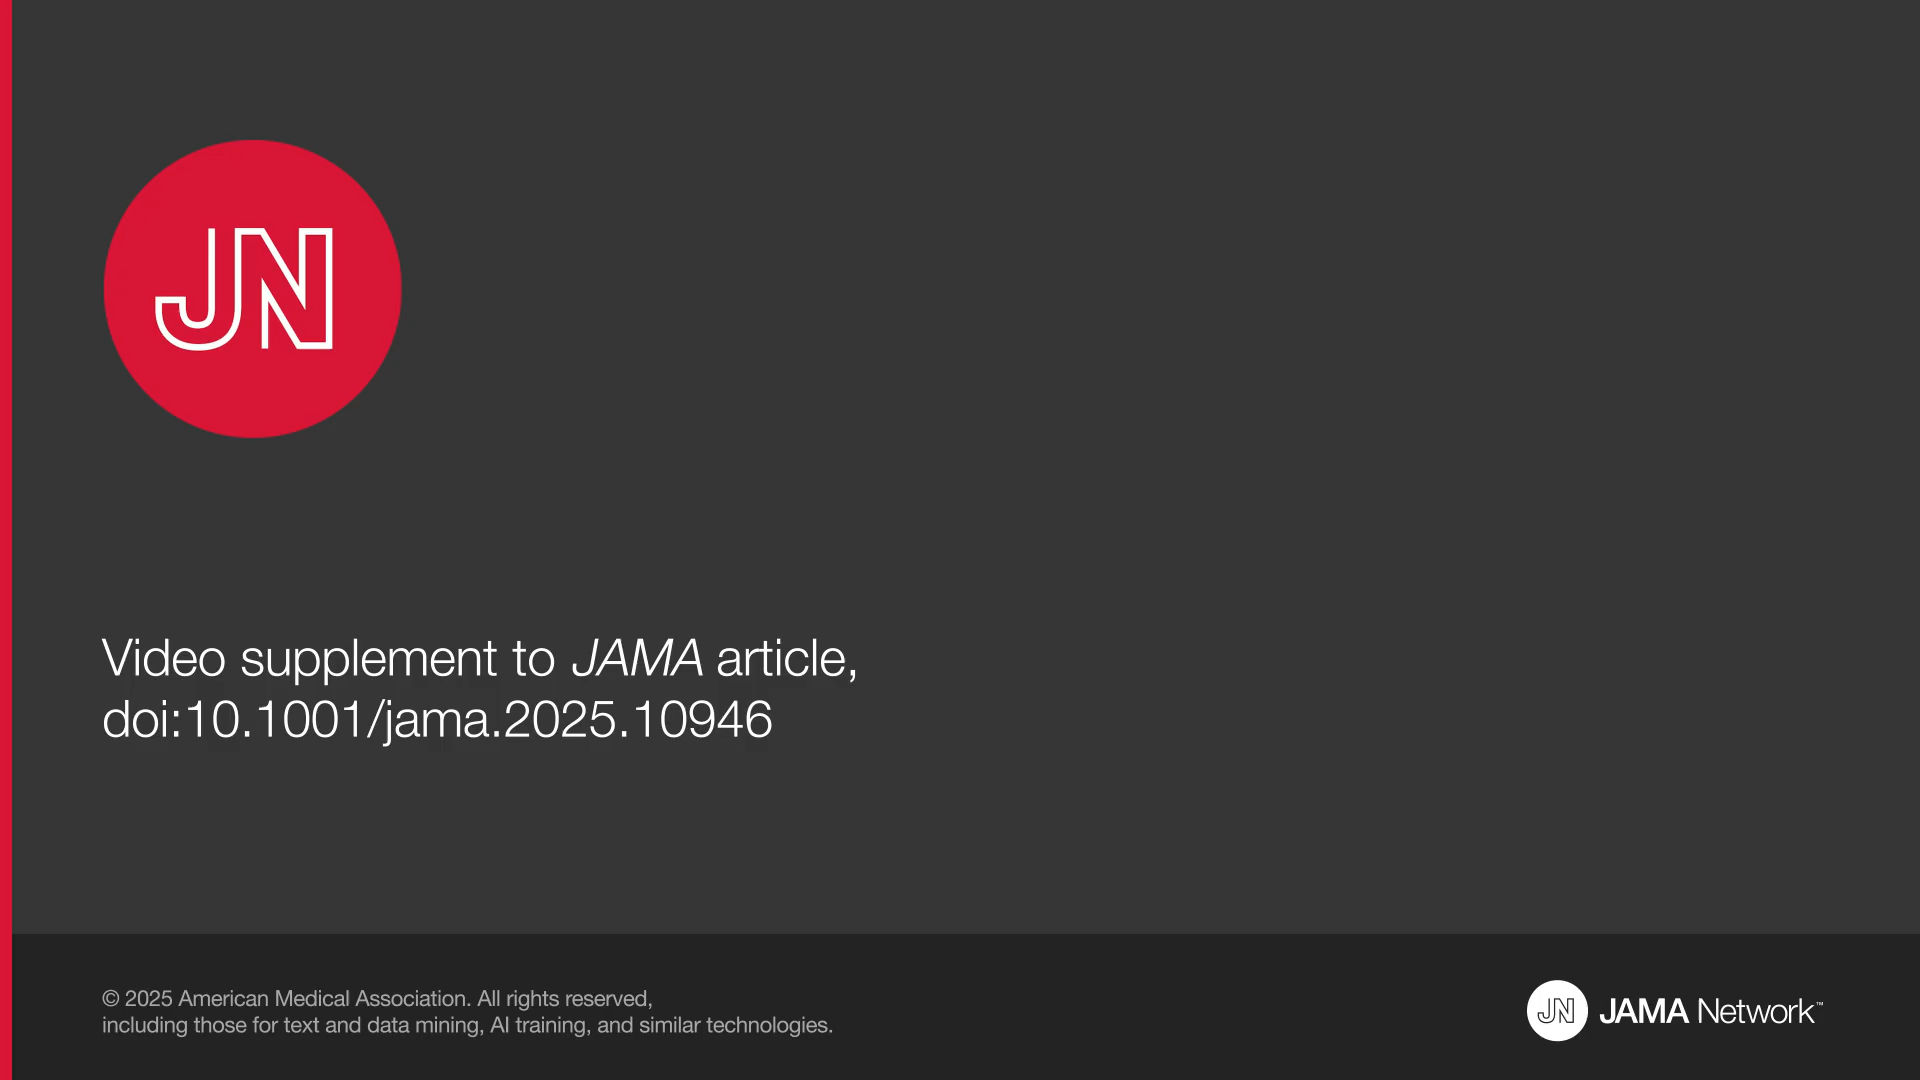 JN
Video supplement to JAMA article,
doi:10.1001/jama.2025.10946
© 2025 American Medical Association. All rights reserved,
including those for text and data mining, AI training, and similar technologies.
JN JAMA Network™